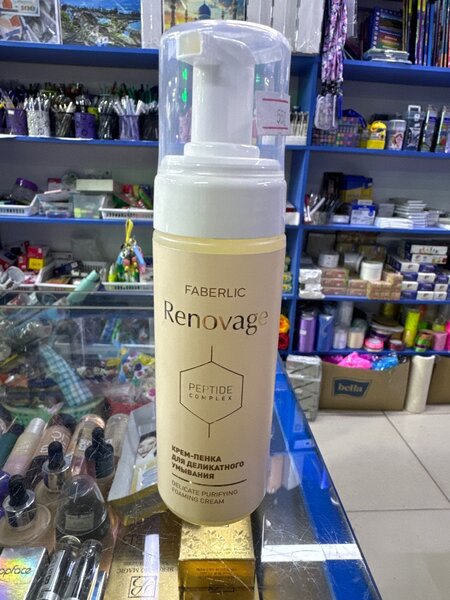 FABERLIC
Renovage
PEPTIDE
COMPLEX
КРЕМ-ПЕНКА
ДЛЯ ДЕЛИКАТНОГО
УМЫВАНИЯ
DELICATE PURIFYING
FOAMING CREAM
bella